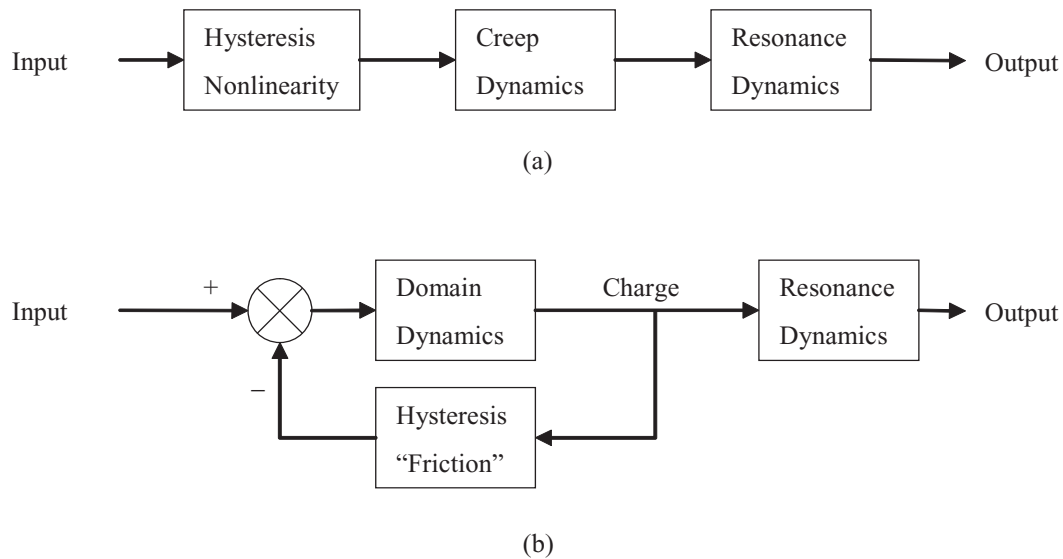 Input
Hysteresis
Nonlinearity
Creep
Dynamics
Resonance
Dynamics
Output
(a)
Input
+
−
Domain
Dynamics
Charge
Resonance
Dynamics
Output
Hysteresis
“Friction”
(b)